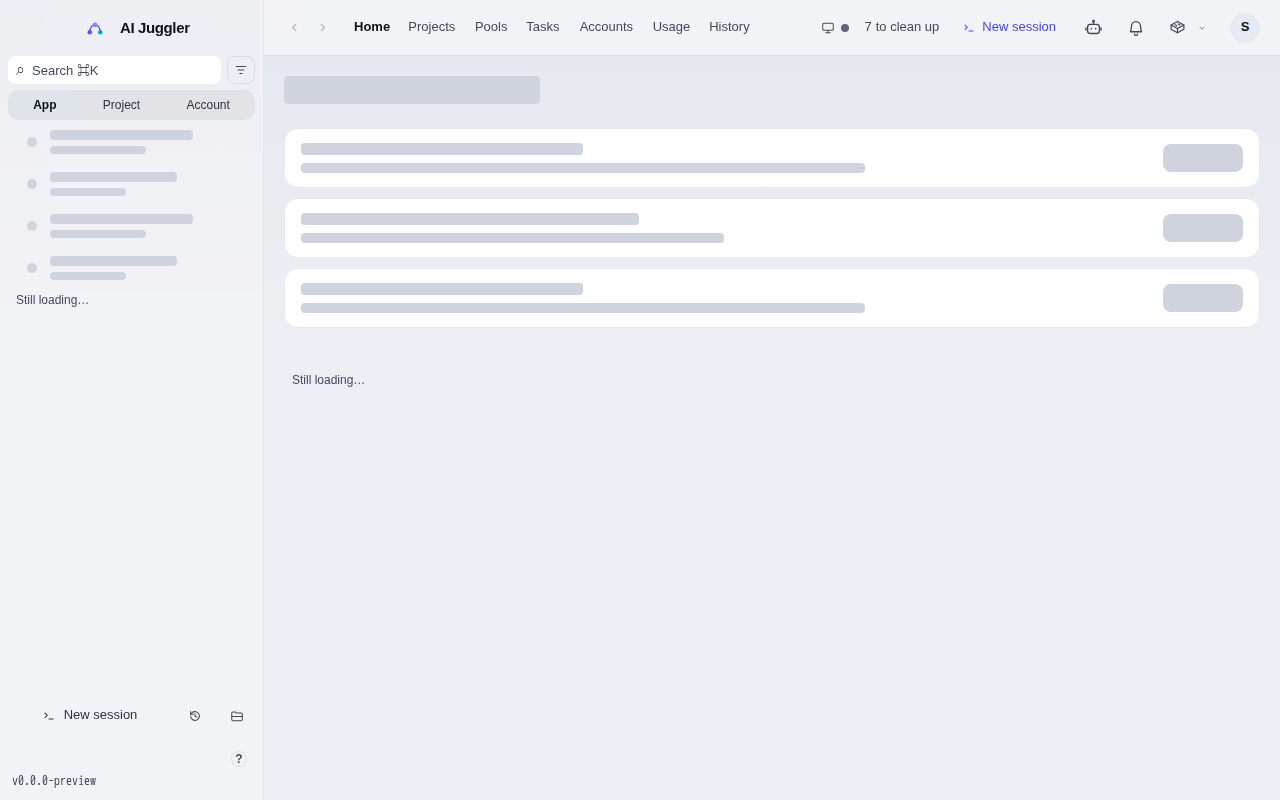 AI Juggler
Search ⌘K
App Project Account
Still loading…
New session
?
v0.0.0-preview
Home Projects Pools Tasks Accounts Usage History
7 to clean up
New session
S
Still loading…